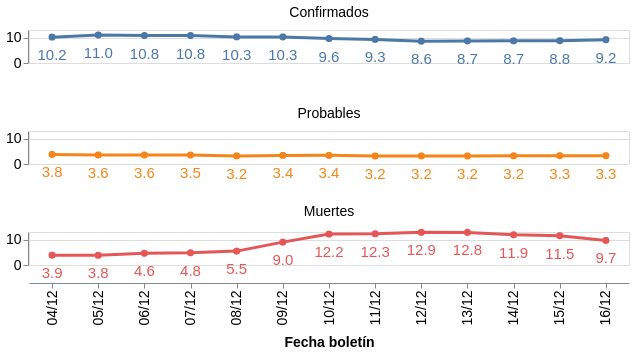 Confirmados
10
0
10.2 11.0 10.8 10.8 10.3 10.3 9.6 9.3 8.6 8.7 8.7 8.8 9.2
Probables
10
0
3.8 3.6 3.6 3.5 3.2 3.4 3.4 3.2 3.2 3.2 3.2 3.3 3.3
Muertes
10
0
3.9 3.8 4.6 4.8 5.5 9.0 12.2 12.3 12.9 12.8 11.9 11.5 9.7
04/12 05/12 06/12 07/12 08/12 09/12 10/12 11/12 12/12 13/12 14/12 15/12 16/12
Fecha boletín